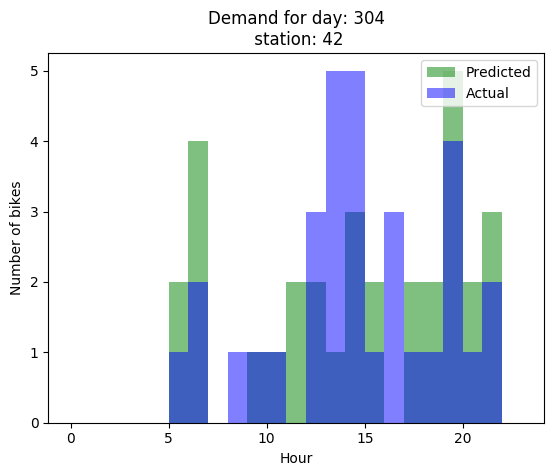 Demand for day: 304
station: 42
Predicted
Actual
5
4
3
2
1
0
Number of bikes
0 5 10 15 20
Hour